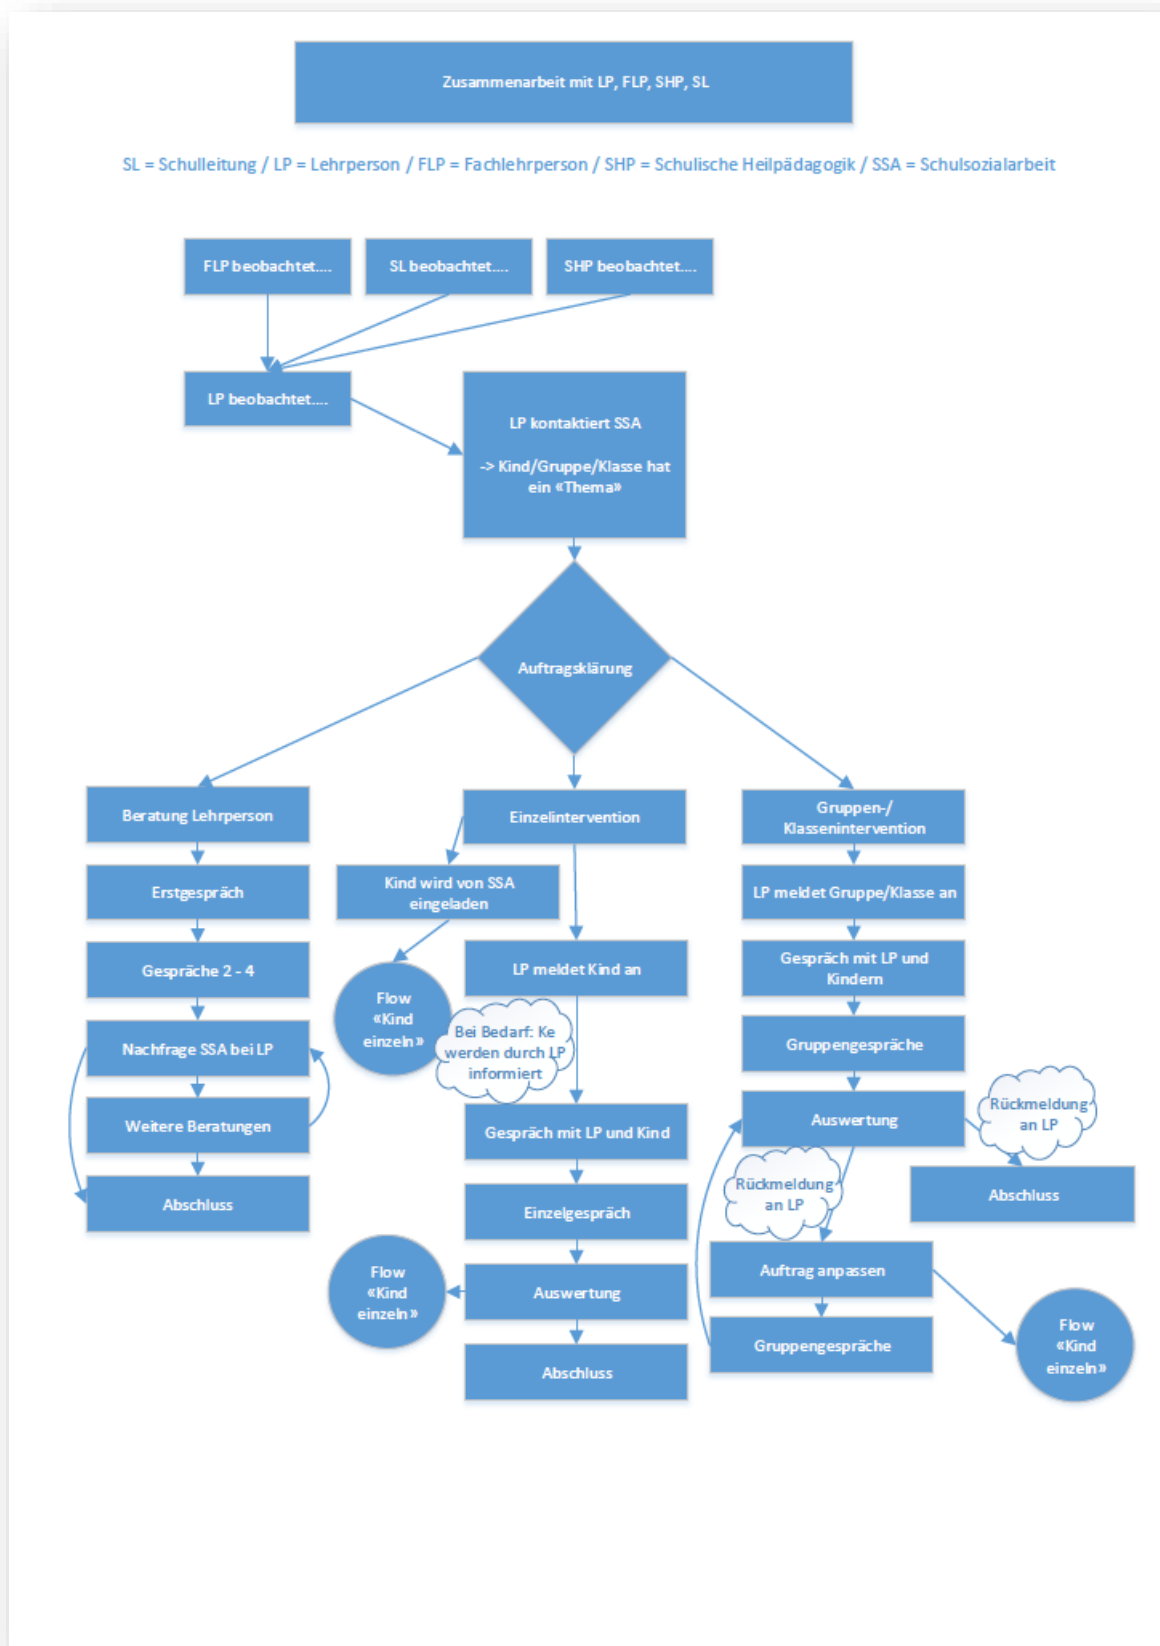 Zusammenarbeit mit LP, FLP, SHP, SL
SL = Schulleitung / LP = Lehrperson / FLP = Fachlehrperson / SHP = Schulische Heilpädagogik / SSA = Schulsozialarbeit
FLP beobachtet....
SL beobachtet....
SHP beobachtet....
LP beobachtet....
LP kontaktiert SSA
-> Kind/Gruppe/Klasse hat
ein «Thema»
Auftragsklärung
Beratung Lehrperson
Erstgespräch
Gespräche 2 - 4
Nachfrage SSA bei LP
Weitere Beratungen
Abschluss
Einzelintervention
Kind wird von SSA
eingeladen
Flow
«Kind
einzeln»
LP meldet Kind an
Bei Bedarf: Ke
werden durch LP
informiert
Gespräch mit LP und Kind
Einzelgespräch
Auswertung
Flow
«Kind
einzeln»
Abschluss
Gruppen-/
Klassenintervention
LP meldet Gruppe/Klasse an
Gespräch mit LP und
Kindern
Gruppengespräche
Auswertung
Rückmeldung
an LP
Abschluss
Rückmeldung
an LP
Auftrag anpassen
Gruppengespräche
Flow
«Kind
einzeln»